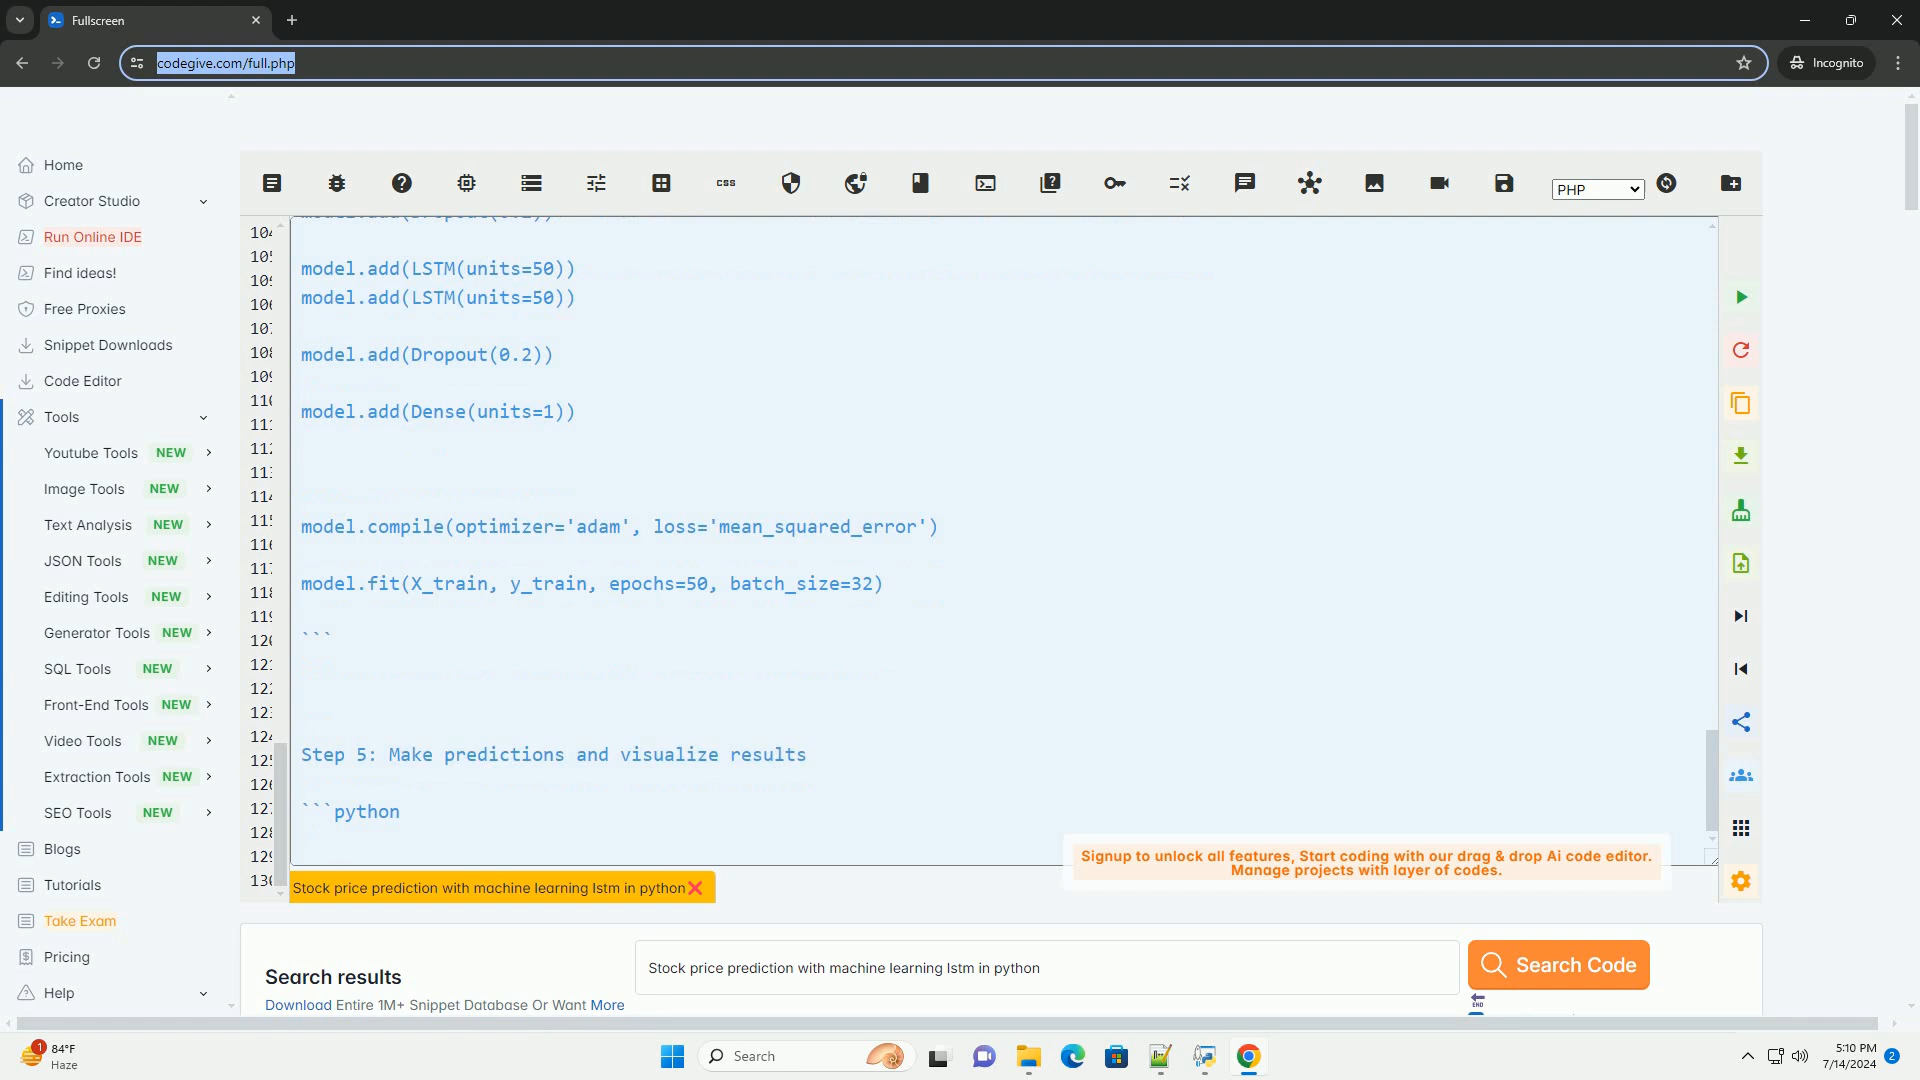 Fullscreen
codegive.com/full.php
Incognito
Home
Creator Studio
Run Online IDE
Find ideas!
Free Proxies
Snippet Downloads
Code Editor
Tools
Youtube Tools NEW
Image Tools NEW
Text Analysis NEW
JSON Tools NEW
Editing Tools NEW
Generator Tools NEW
SQL Tools NEW
Front-End Tools NEW
Video Tools NEW
Extraction Tools NEW
SEO Tools NEW
Blogs
Tutorials
Take Exam
Pricing
Help
css
PHP
model.add(LSTM(units=50))
model.add(LSTM(units=50))
model.add(Dropout(0.2))
model.add(Dense(units=1))
model.compile(optimizer='adam', loss='mean_squared_error')
model.fit(X_train, y_train, epochs=50, batch_size=32)
```
Step 5: Make predictions and visualize results
```python
Signup to unlock all features, Start coding with our drag & drop Ai code editor.
Manage projects with layer of codes.
Stock price prediction with machine learning lstm in python
Search results
Download Entire 1M+ Snippet Database Or Want More
Stock price prediction with machine learning lstm in python
Search Code
END
1
84°F
Haze
Search
5:10 PM
7/14/2024
2